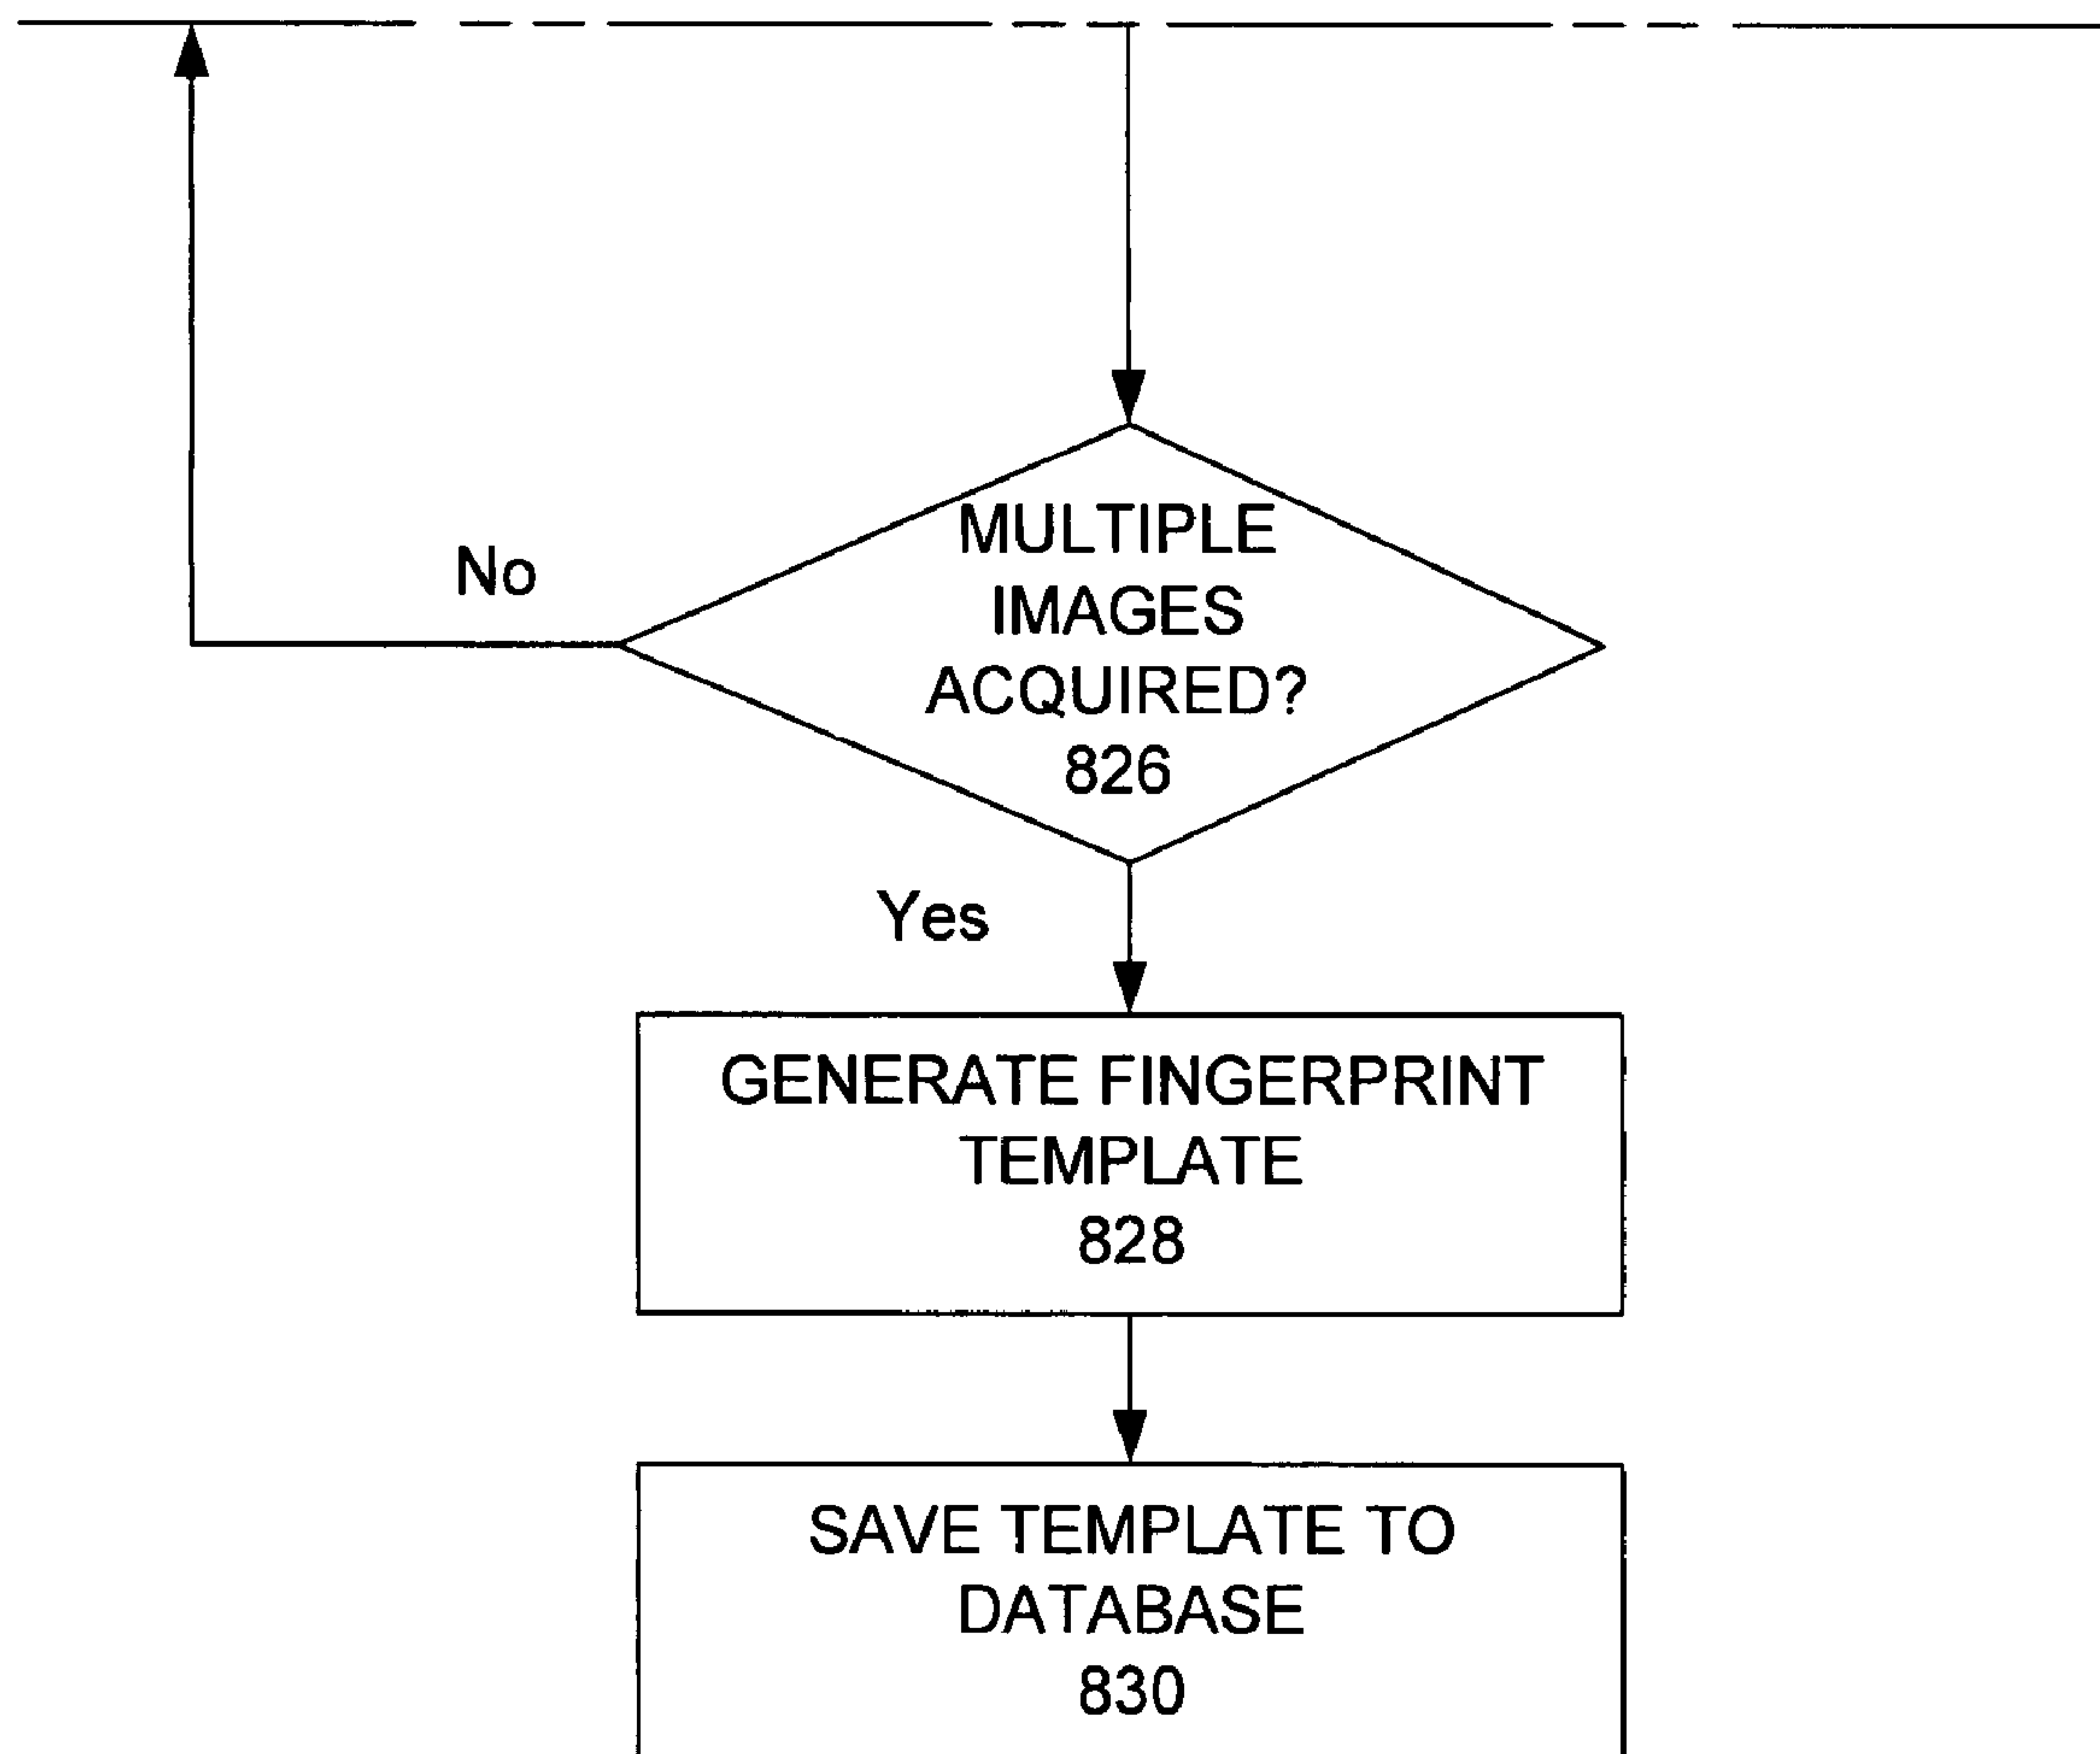 MULTIPLE
IMAGES
ACQUIRED?
826
No
Yes
GENERATE FINGERPRINT
TEMPLATE
828
SAVE TEMPLATE TO
DATABASE
830